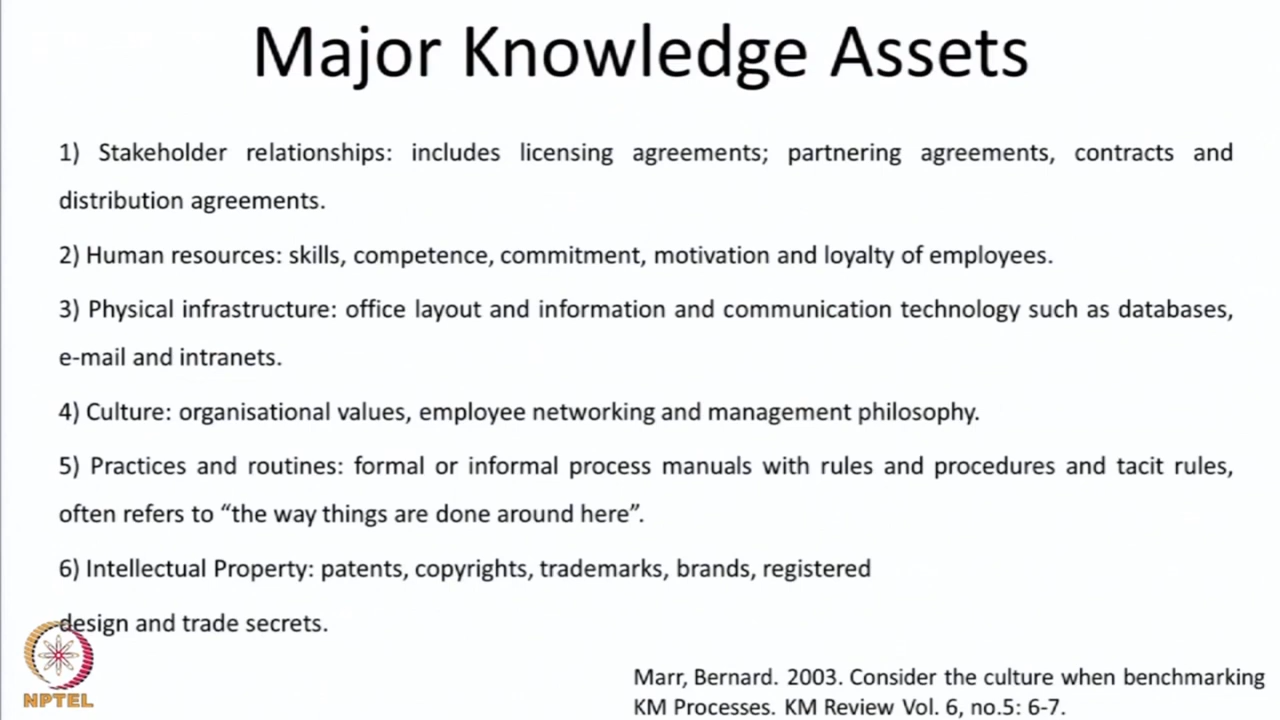 Major Knowledge Assets
1) Stakeholder relationships: includes licensing agreements; partnering agreements, contracts and
distribution agreements.
2) Human resources: skills, competence, commitment, motivation and loyalty of employees.
3) Physical infrastructure: office layout and information and communication technology such as databases,
e-mail and intranets.
4) Culture: organisational values, employee networking and management philosophy.
5) Practices and routines: formal or informal process manuals with rules and procedures and tacit rules,
often refers to “the way things are done around here”.
6) Intellectual Property: patents, copyrights, trademarks, brands, registered
design and trade secrets.
NPTEL
Marr, Bernard. 2003. Consider the culture when benchmarking
KM Processes. KM Review Vol. 6, no.5: 6-7.